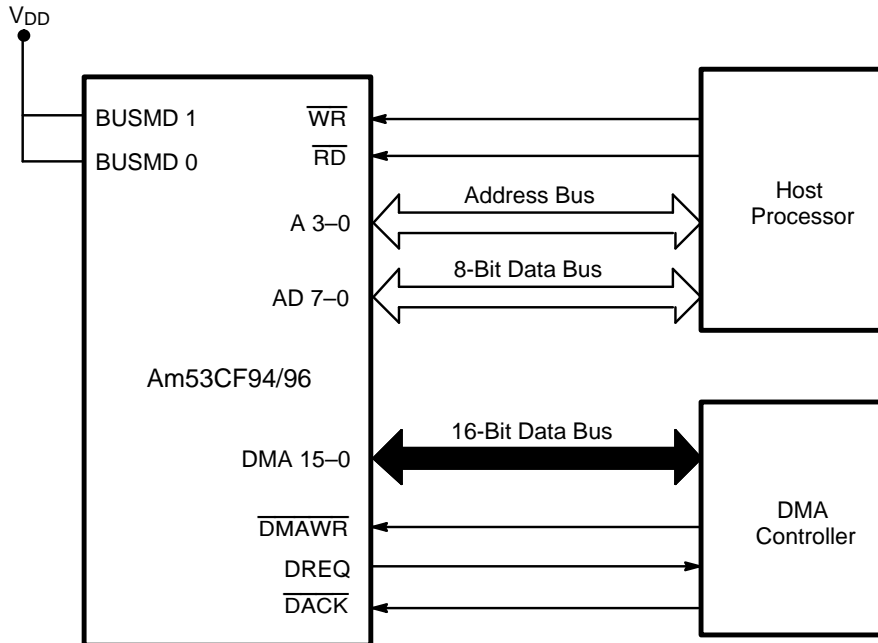 VDD
BUSMD 1
BUSMD 0
WR
RD
A 3–0
AD 7–0
Am53CF94/96
DMA 15–0
DMAWR
DREQ
DACK
Address Bus
8-Bit Data Bus
16-Bit Data Bus
Host
Processor
DMA
Controller